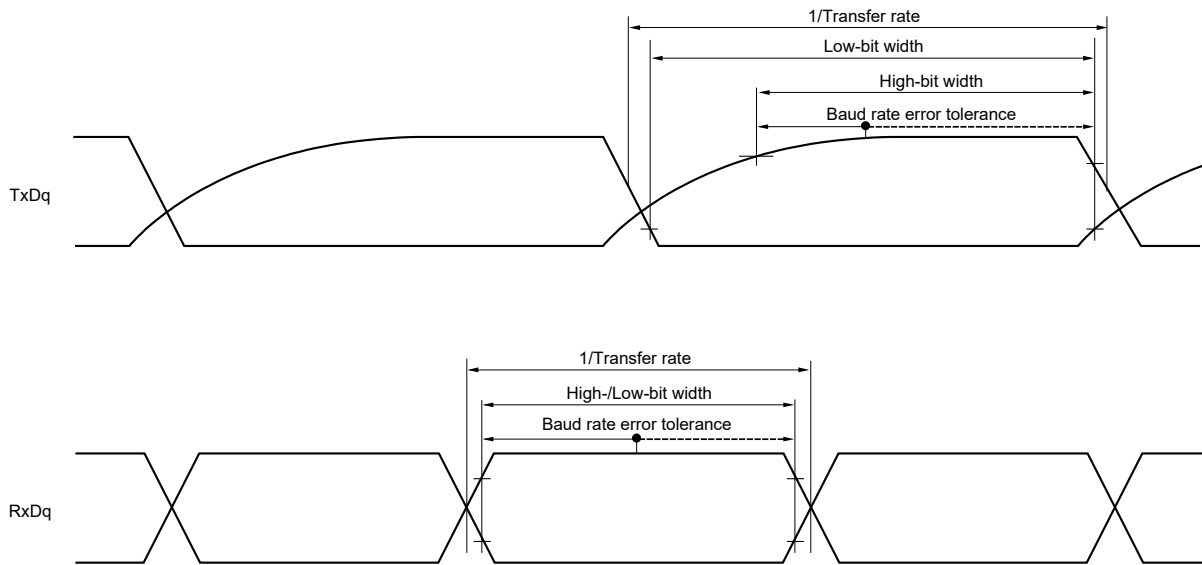 1/Transfer rate
Low-bit width
High-bit width
Baud rate error tolerance
TxDq
1/Transfer rate
High-/Low-bit width
Baud rate error tolerance
RxDq